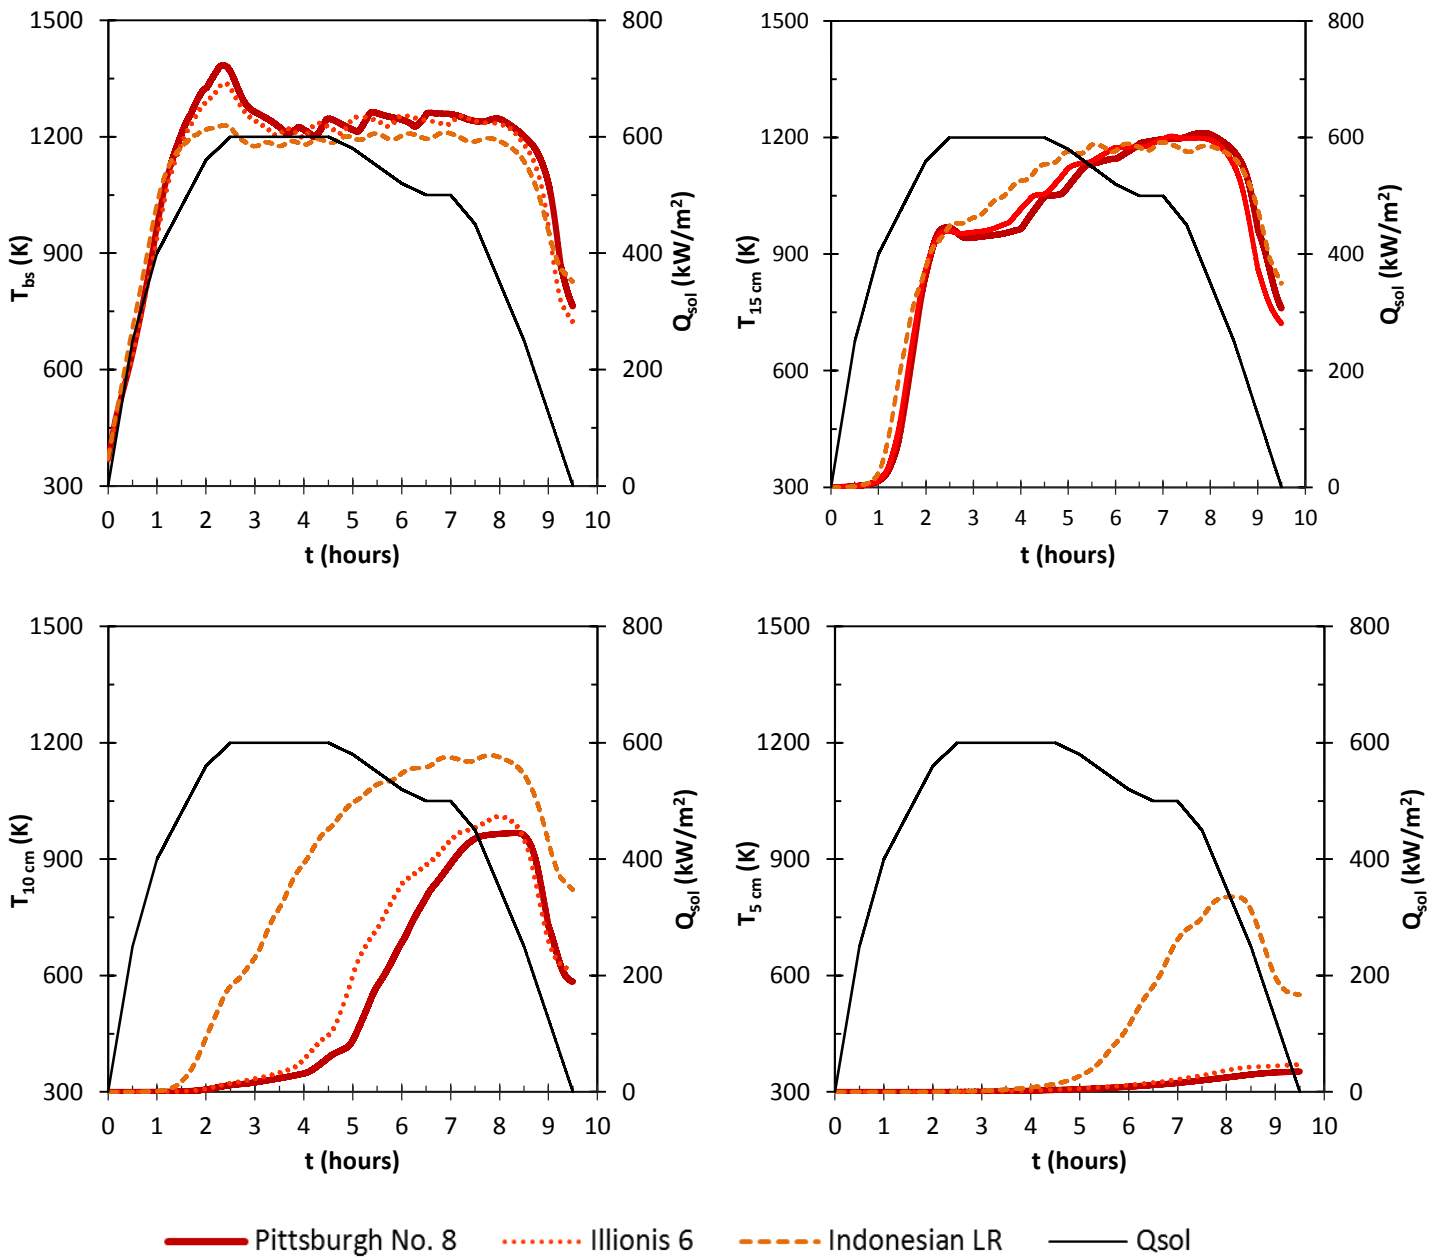 1500
1200
900
600
300
T_bs (K)
800
600
400
200
0
Q_sol (kW/m²)
0 1 2 3 4 5 6 7 8 9 10
t (hours)
1500
1200
900
600
300
T_15 cm (K)
800
600
400
200
0
Q_sol (kW/m²)
0 1 2 3 4 5 6 7 8 9 10
t (hours)
1500
1200
900
600
300
T_10 cm (K)
800
600
400
200
0
Q_sol (kW/m²)
0 1 2 3 4 5 6 7 8 9 10
t (hours)
1500
1200
900
600
300
T_5 cm (K)
800
600
400
200
0
Q_sol (kW/m²)
0 1 2 3 4 5 6 7 8 9 10
t (hours)
Pittsburgh No. 8 Illionis 6 Indonesian LR Qsol